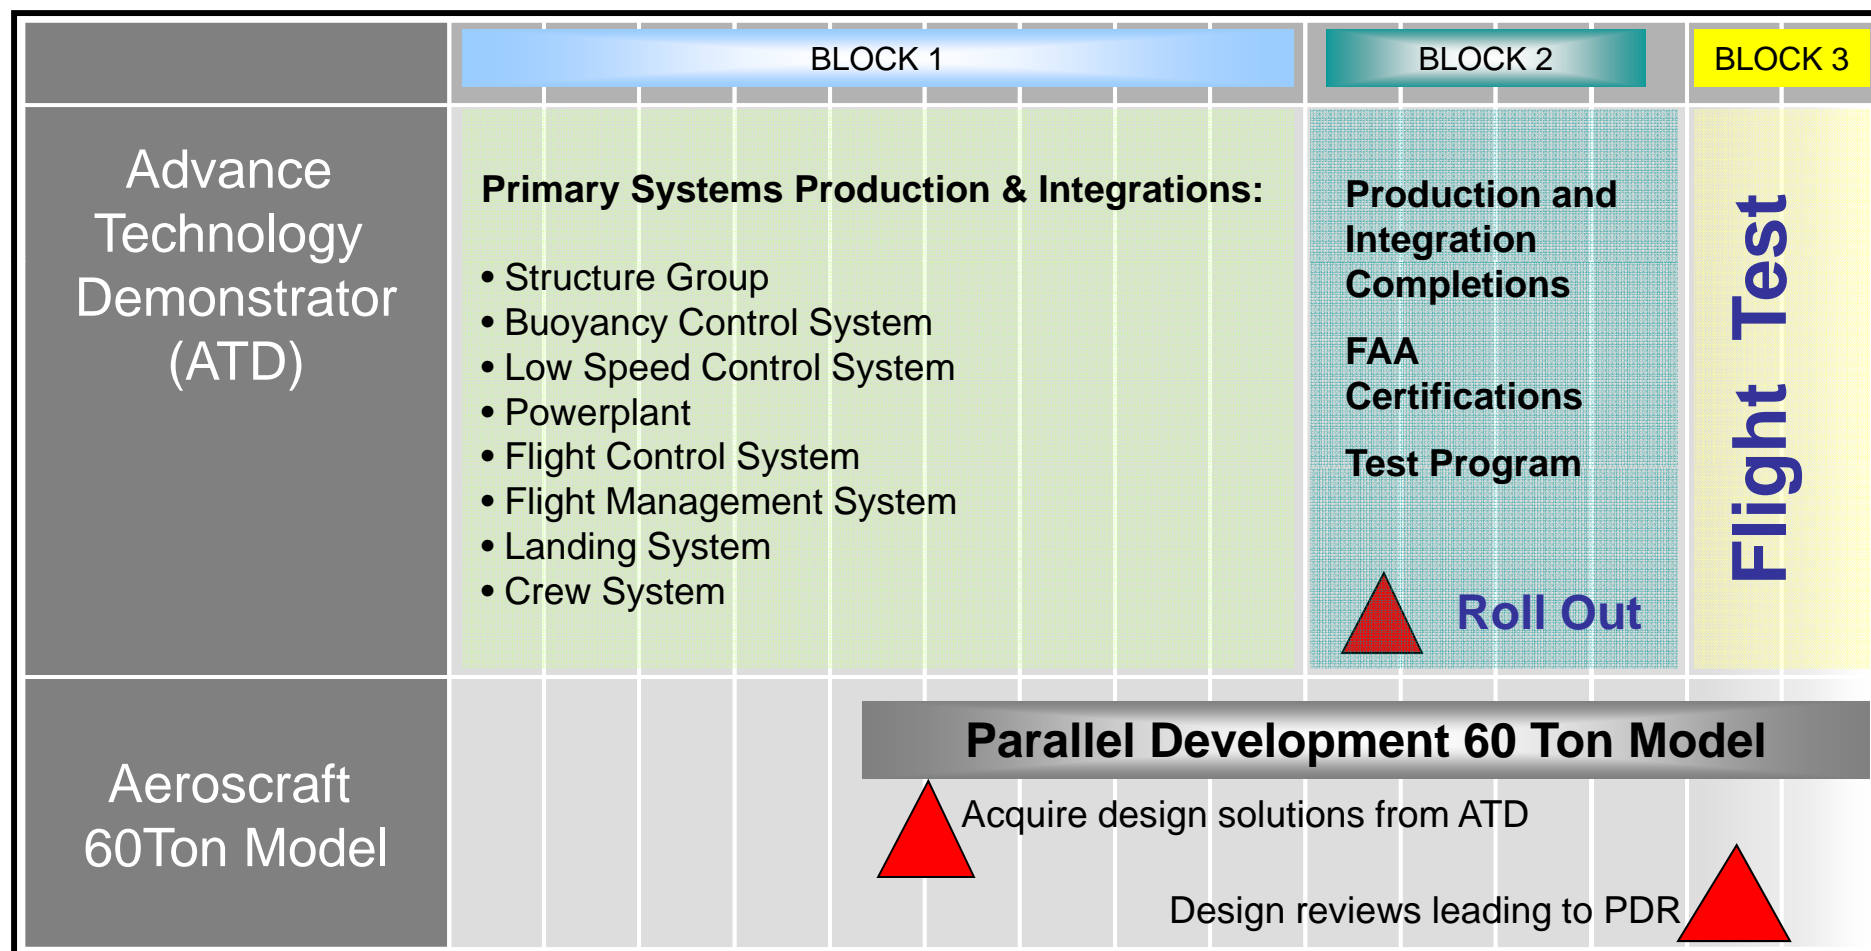 BLOCK 1
BLOCK 2
BLOCK 3
Advance
Technology
Demonstrator
(ATD)
Primary Systems Production & Integrations:
• Structure Group
• Buoyancy Control System
• Low Speed Control System
• Powerplant
• Flight Control System
• Flight Management System
• Landing System
• Crew System
Production and
Integration
Completions
FAA
Certifications
Test Program
Roll Out
Flight Test
Aeroscraft
60Ton Model
Parallel Development 60 Ton Model
Acquire design solutions from ATD
Design reviews leading to PDR